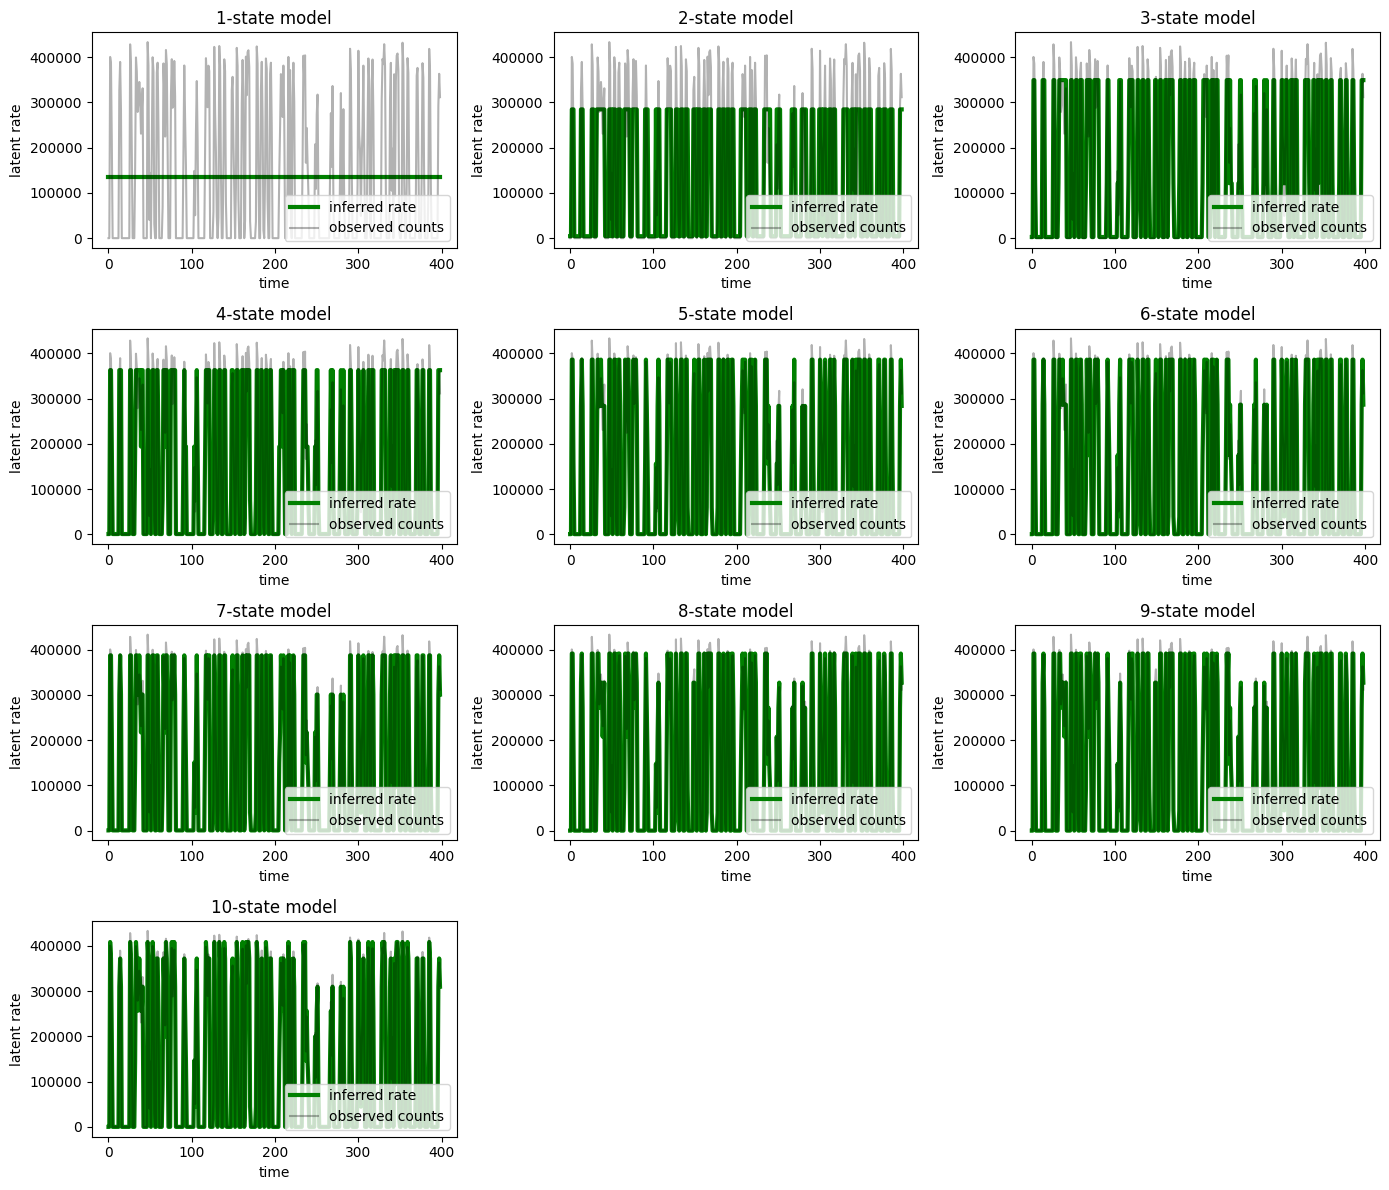 1-state model
latent rate
400000
300000
200000
100000
0
inferred rate
observed counts
0 100 200 300 400
time
2-state model
latent rate
400000
300000
200000
100000
0
inferred rate
observed counts
0 100 200 300 400
time
3-state model
latent rate
400000
300000
200000
100000
0
inferred rate
observed counts
0 100 200 300 400
time
4-state model
latent rate
400000
300000
200000
100000
0
inferred rate
observed counts
0 100 200 300 400
time
5-state model
latent rate
400000
300000
200000
100000
0
inferred rate
observed counts
0 100 200 300 400
time
6-state model
latent rate
400000
300000
200000
100000
0
inferred rate
observed counts
0 100 200 300 400
time
7-state model
latent rate
400000
300000
200000
100000
0
inferred rate
observed counts
0 100 200 300 400
time
8-state model
latent rate
400000
300000
200000
100000
0
inferred rate
observed counts
0 100 200 300 400
time
9-state model
latent rate
400000
300000
200000
100000
0
inferred rate
observed counts
0 100 200 300 400
time
10-state model
latent rate
400000
300000
200000
100000
0
inferred rate
observed counts
0 100 200 300 400
time